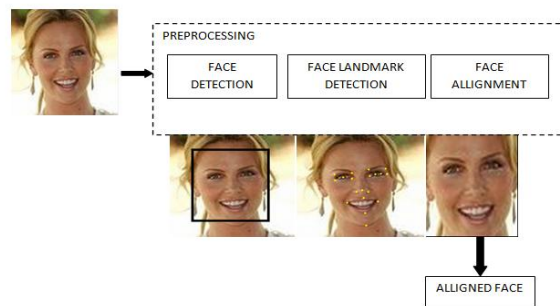 PREPROCESSING
FACE
DETECTION
FACE LANDMARK
DETECTION
FACE
ALLIGNMENT
ALLIGNED FACE